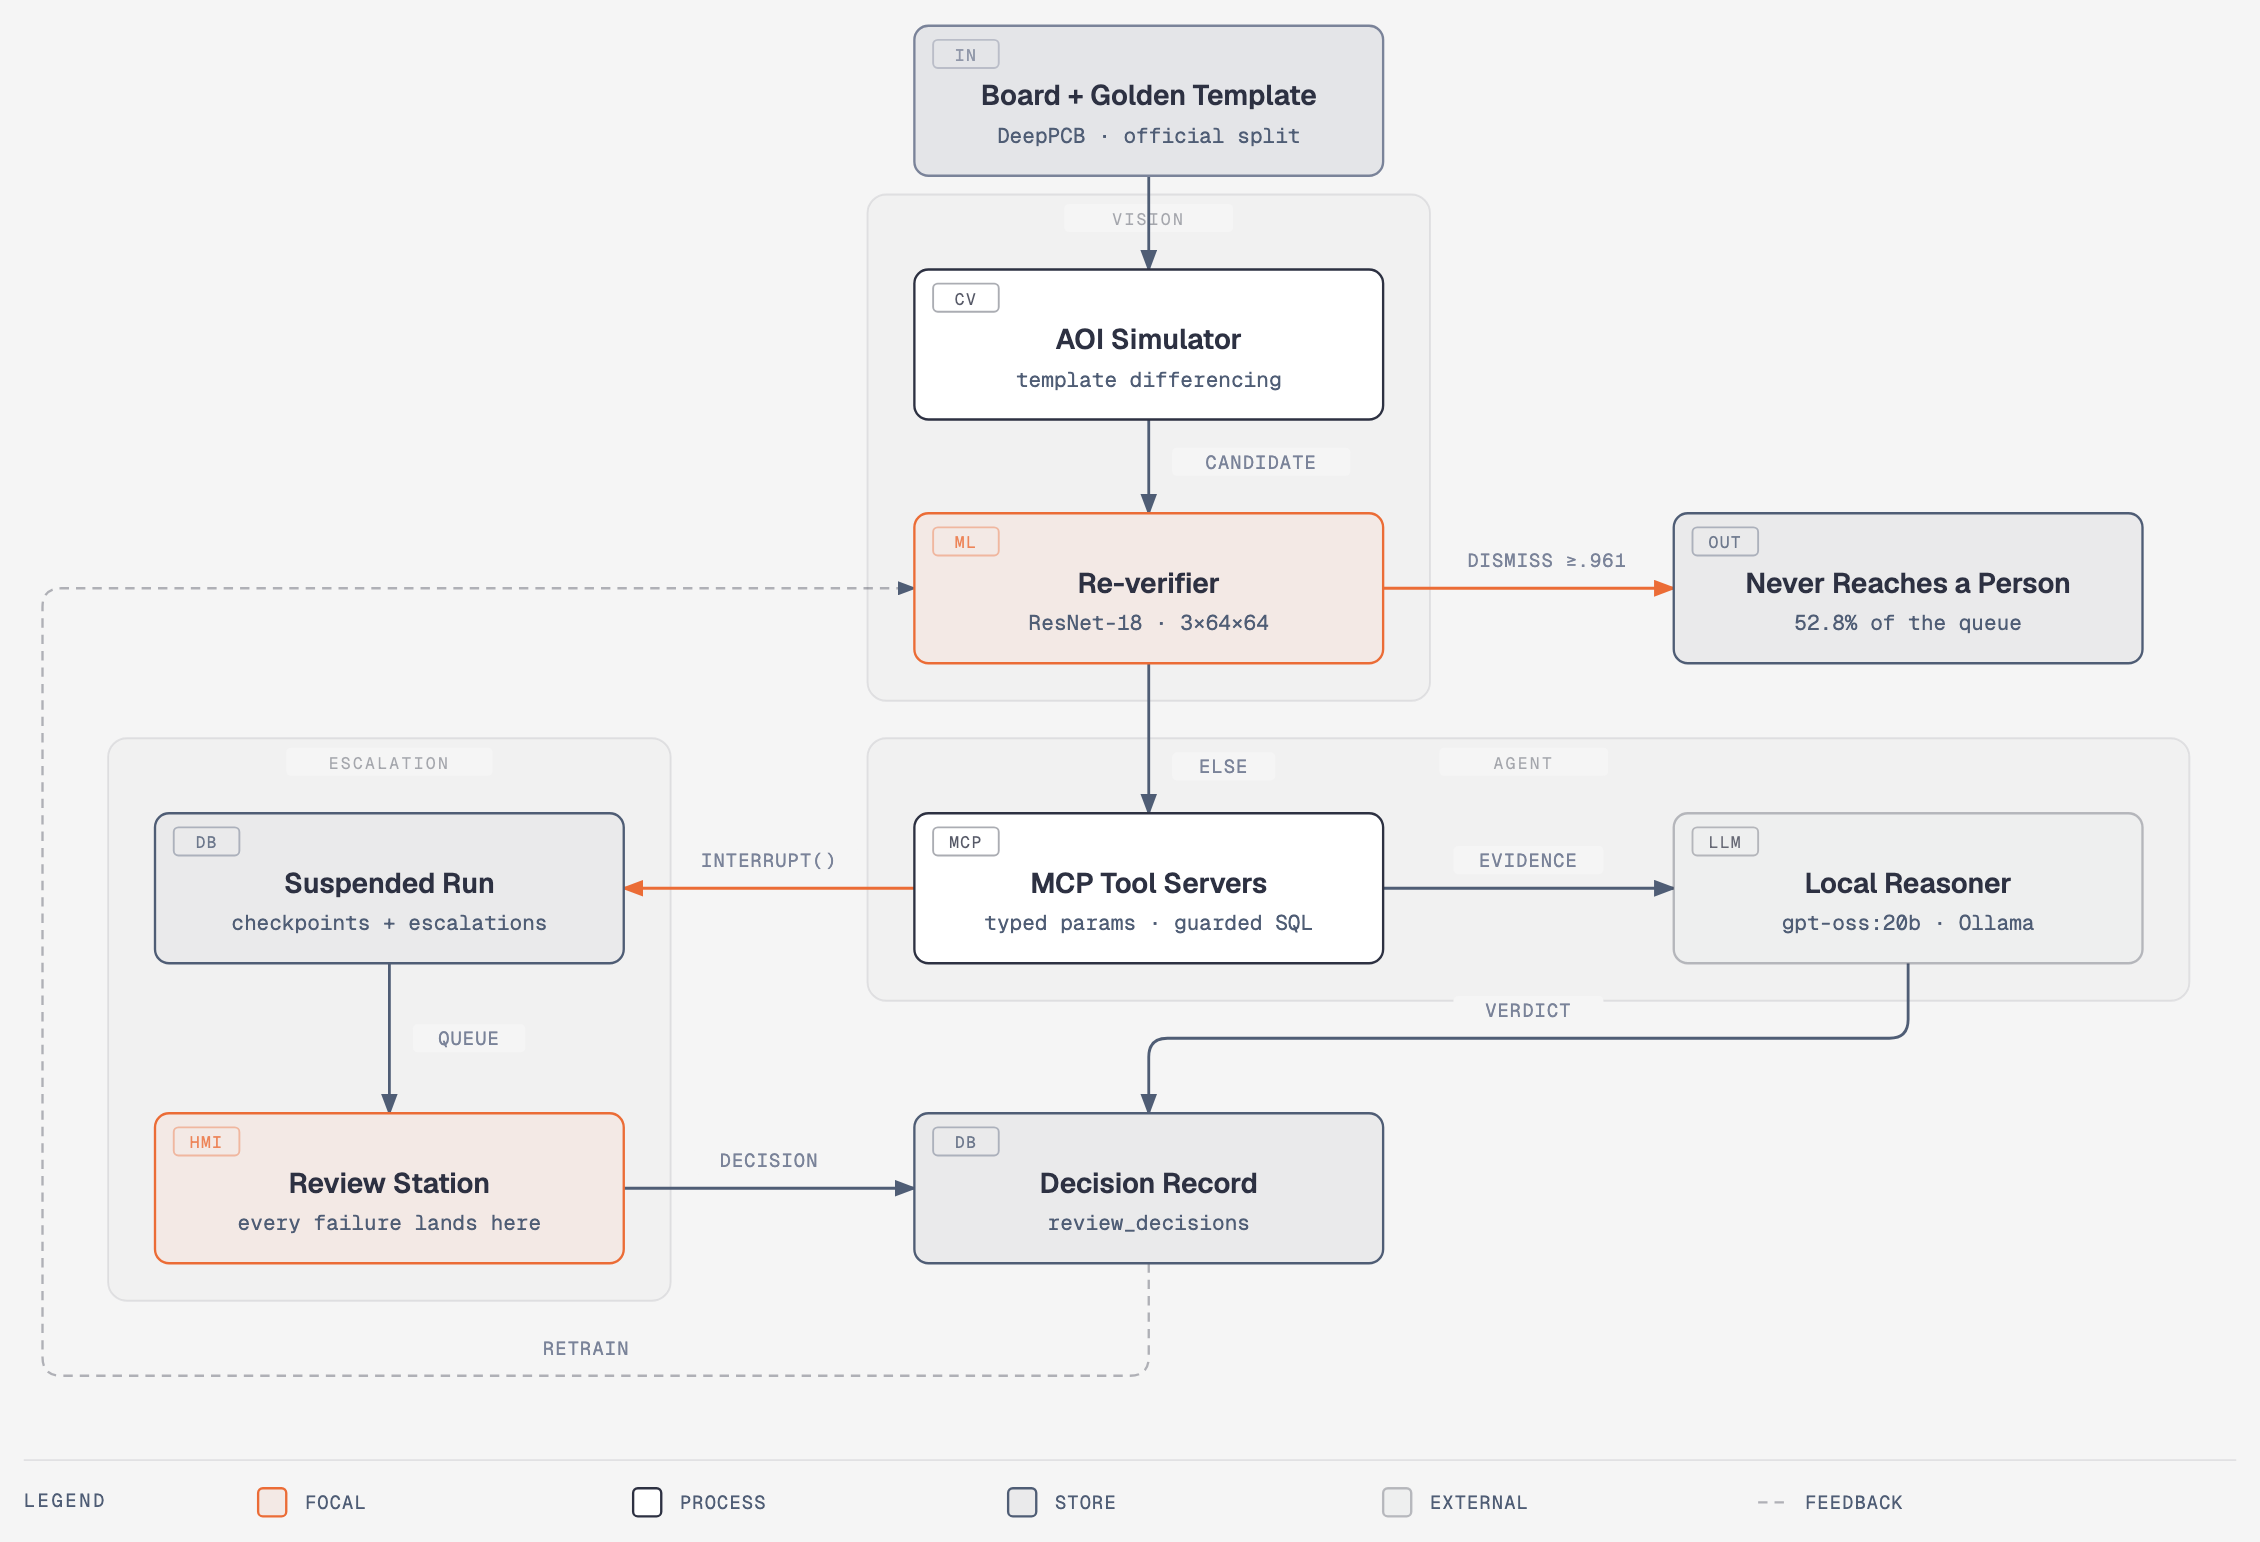 IN
Board + Golden Template
DeepPCB · official split
VISION
CV
AOI Simulator
template differencing
CANDIDATE
ML
Re-verifier
ResNet-18 · 3×64×64
DISMISS ≥.961
OUT
Never Reaches a Person
52.8% of the queue
ESCALATION
ELSE
AGENT
DB
Suspended Run
checkpoints + escalations
INTERRUPT()
MCP
MCP Tool Servers
typed params · guarded SQL
EVIDENCE
LLM
Local Reasoner
gpt-oss:20b · Ollama
VERDICT
QUEUE
HMI
Review Station
every failure lands here
DECISION
DB
Decision Record
review_decisions
RETRAIN
LEGEND
FOCAL
PROCESS
STORE
EXTERNAL
FEEDBACK